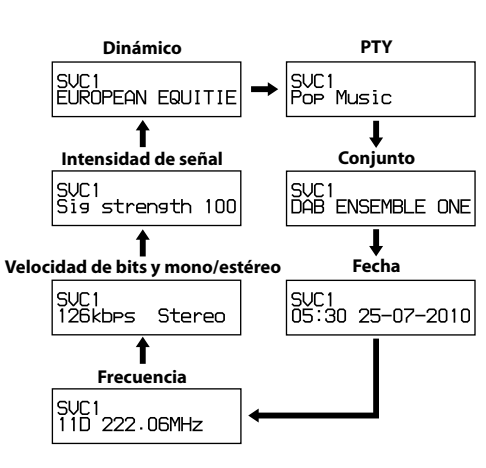 Dinámico
SVC1
EUROPEAN EQUITIE
PTY
SVC1
Pop Music
Conjunto
SVC1
DAB ENSEMBLE ONE
Fecha
SVC1
05:30 25-07-2010
Frecuencia
SVC1
11D 222.06MHz
Velocidad de bits y mono/estéreo
SVC1
126kbps Stereo
Intensidad de señal
SVC1
Sig strength 100